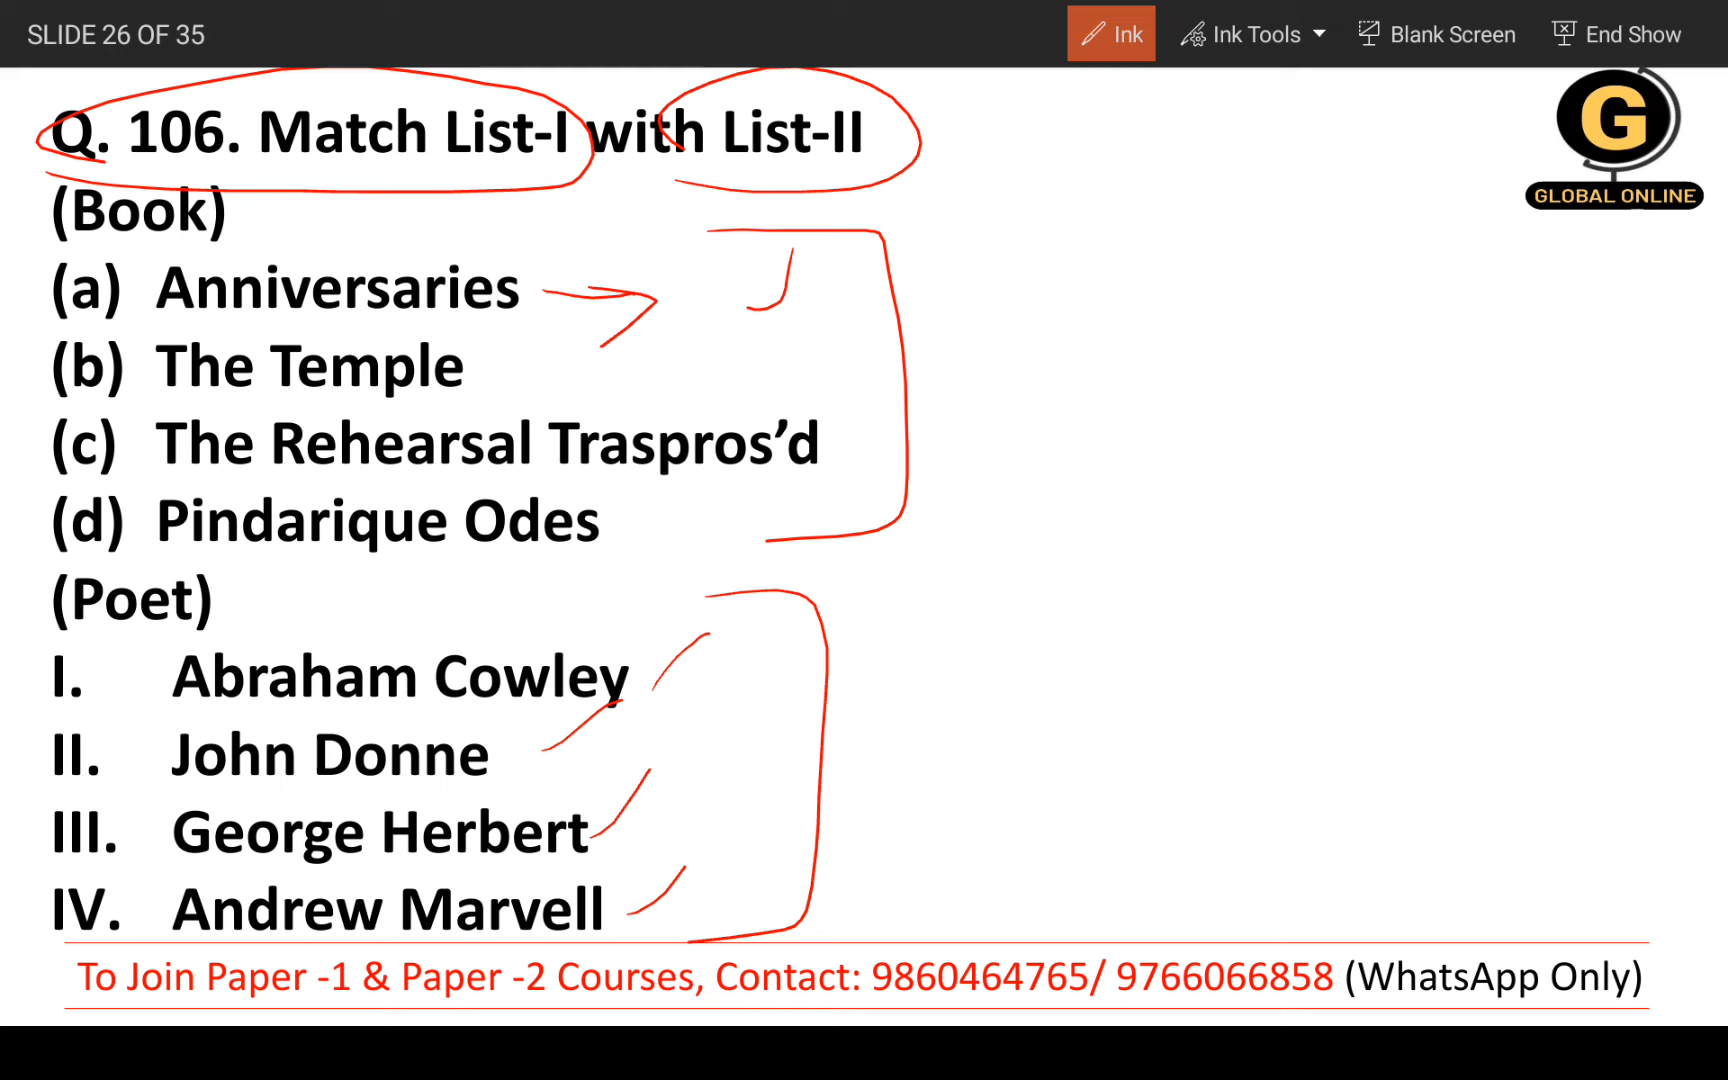 SLIDE 26 OF 35 Ink Ink Tools Blank Screen End Show
Q. 106. Match List-I with List-II
(Book)
(a) Anniversaries
(b) The Temple
(c) The Rehearsal Traspros’d
(d) Pindarique Odes
(Poet)
I. Abraham Cowley
II. John Donne
III. George Herbert
IV. Andrew Marvell
To Join Paper -1 & Paper -2 Courses, Contact: 9860464765/ 9766066858 (WhatsApp Only)
G
GLOBAL ONLINE